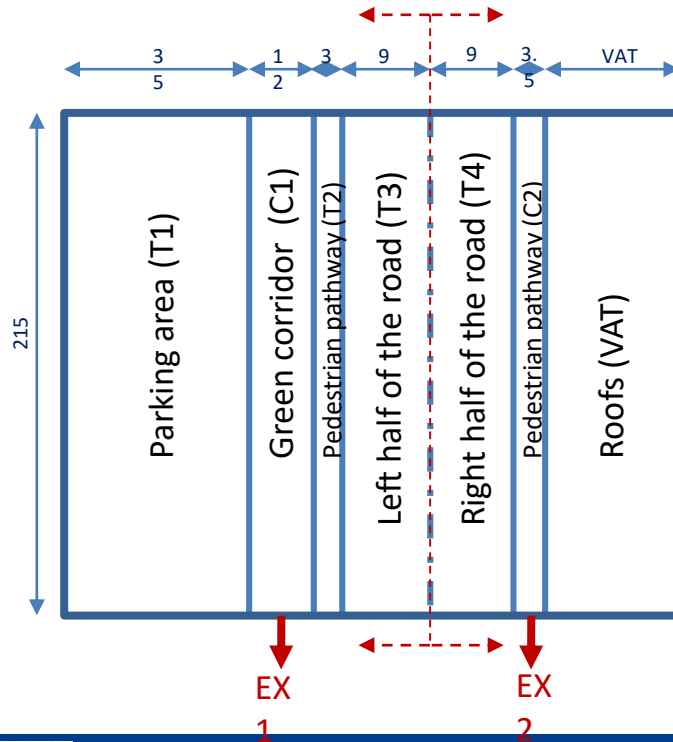 3
5
1
2
3
9
9
3.
5
VAT
215
Parking area (T1)
Green corridor (C1)
Pedestrian pathway (T2)
Left half of the road (T3)
Right half of the road (T4)
Pedestrian pathway (C2)
Roofs (VAT)
EX
1
EX
2